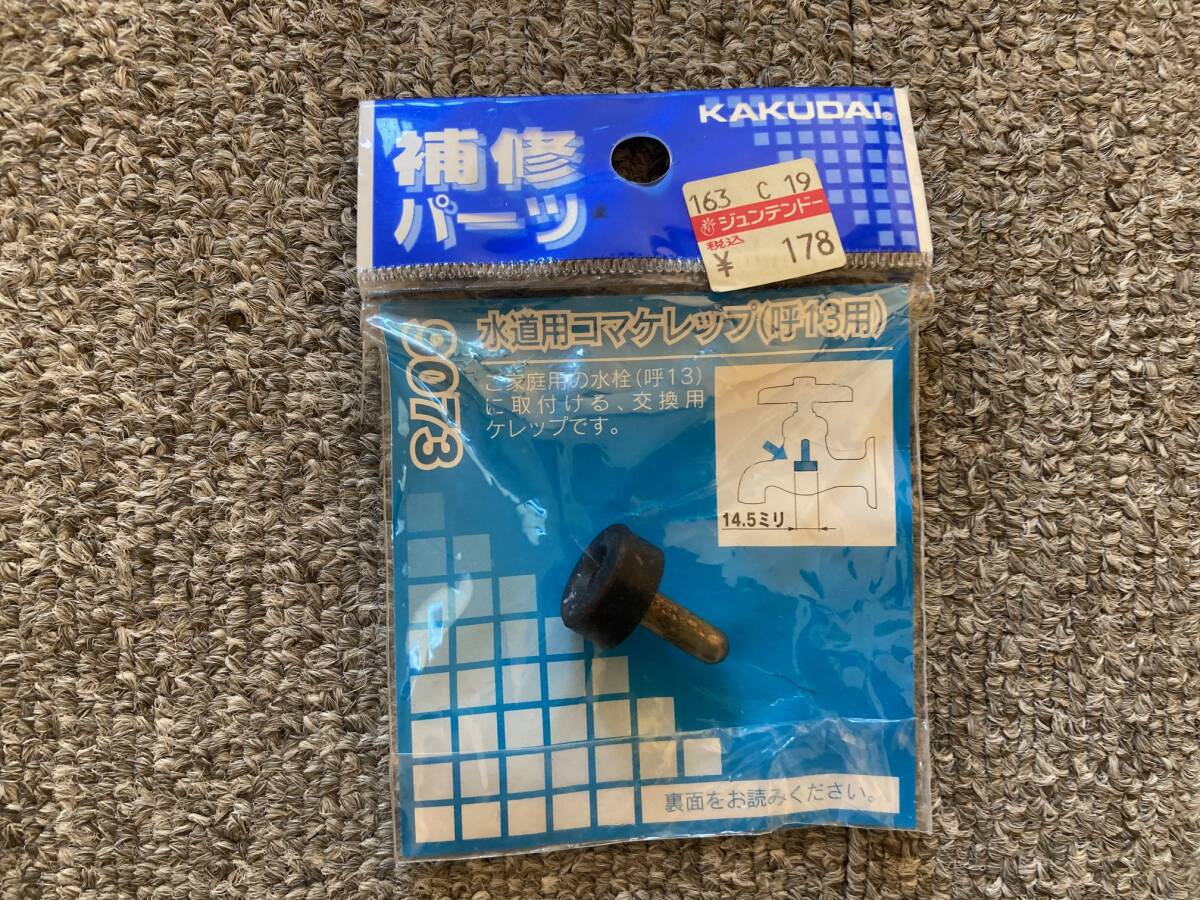 KAKUDAI®
補修
パーツ
163 C 19
ジュンテンドー
税込
¥ 178
水道用コマケレップ(呼13用)
9073
ご家庭用の水栓(呼13)
に取付ける、交換用
ケレップです。
14.5ミリ
裏面をお読みください。